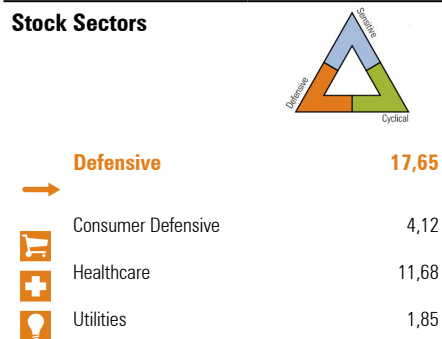 Stock Sectors
Sensitive
Defensive
Cyclical
Defensive 17,65
Consumer Defensive 4,12
Healthcare 11,68
Utilities 1,85